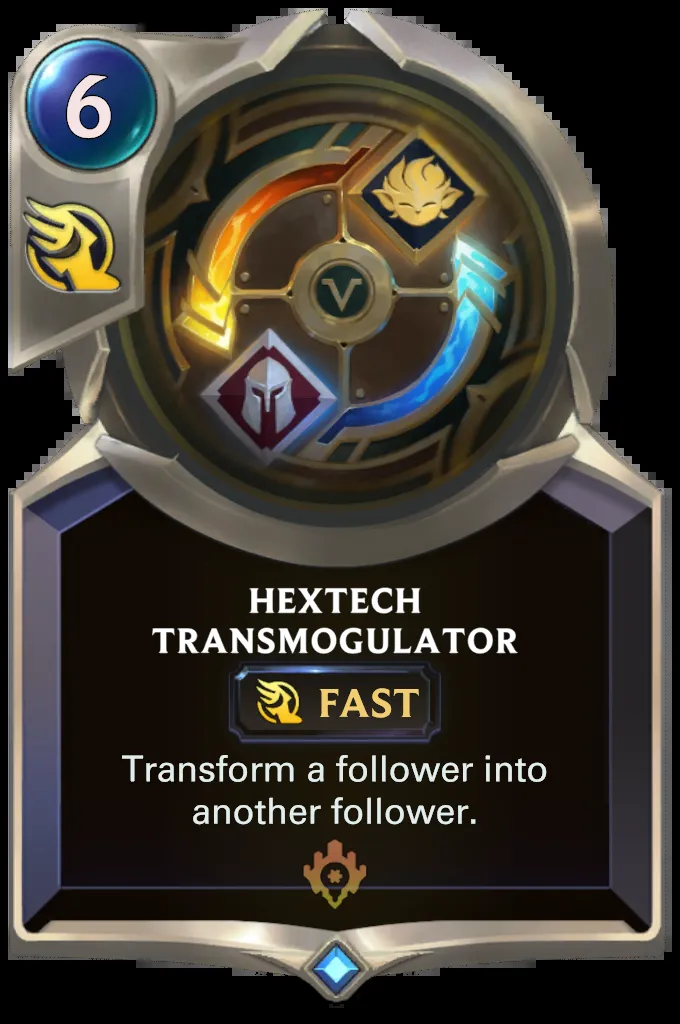 6
V
HEXTECH
TRANSMOGULATOR
FAST
Transform a follower into
another follower.